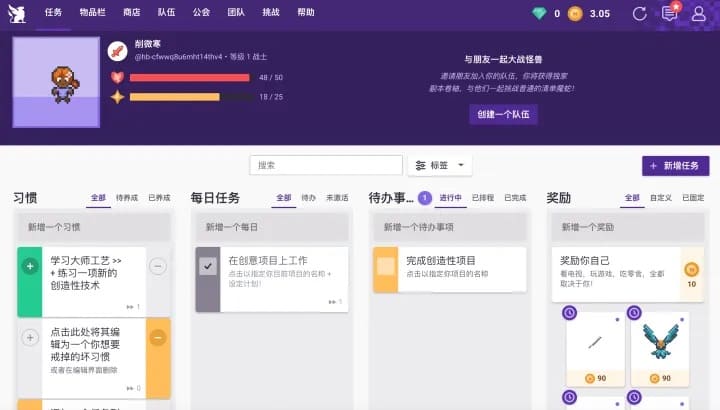 任务 物品栏 商店 队伍 公会 团队 挑战 帮助
0 3.05
削微寒
@hb-cfwwq8u6mht14thv4 · 等级 1 战士
48 / 50
18 / 25
与朋友一起大战怪兽
邀请朋友加入你的队伍，你将获得独家
副本卷轴，与他们一起挑战普通的清单魔蛇！
创建一个队伍
搜索
标签
+ 新增任务
习惯 全部 待养成 已养成
新增一个习惯
学习大师工艺 >>
+ 练习一项新的
创造性技术
1
点击此处将其编
辑为一个你想要
戒掉的坏习惯
或者在编辑界面删除
0
每日任务 全部 待办 未激活
新增一个每日
在创意项目上工作
点击以指定你目前项目的名称 +
设定计划！
1
待办事... 1 进行中 已排程 已完成
新增一个待办事项
完成创造性项目
点击以指定你项目的名称
奖励 全部 自定义 已固定
新增一个奖励
奖励你自己
看电视、玩游戏、吃零食，全都
取决于你！
10
90
90